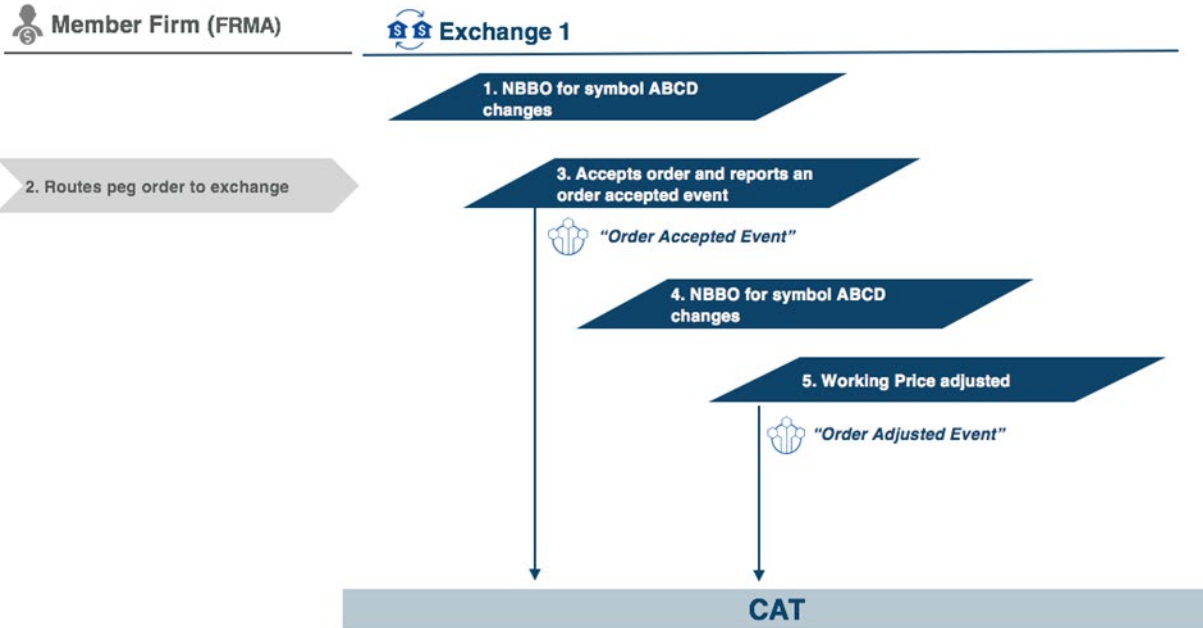 Member Firm (FRMA)
Exchange 1
1. NBBO for symbol ABCD
changes
2. Routes peg order to exchange
3. Accepts order and reports an
order accepted event
“Order Accepted Event”
4. NBBO for symbol ABCD
changes
5. Working Price adjusted
“Order Adjusted Event”
CAT